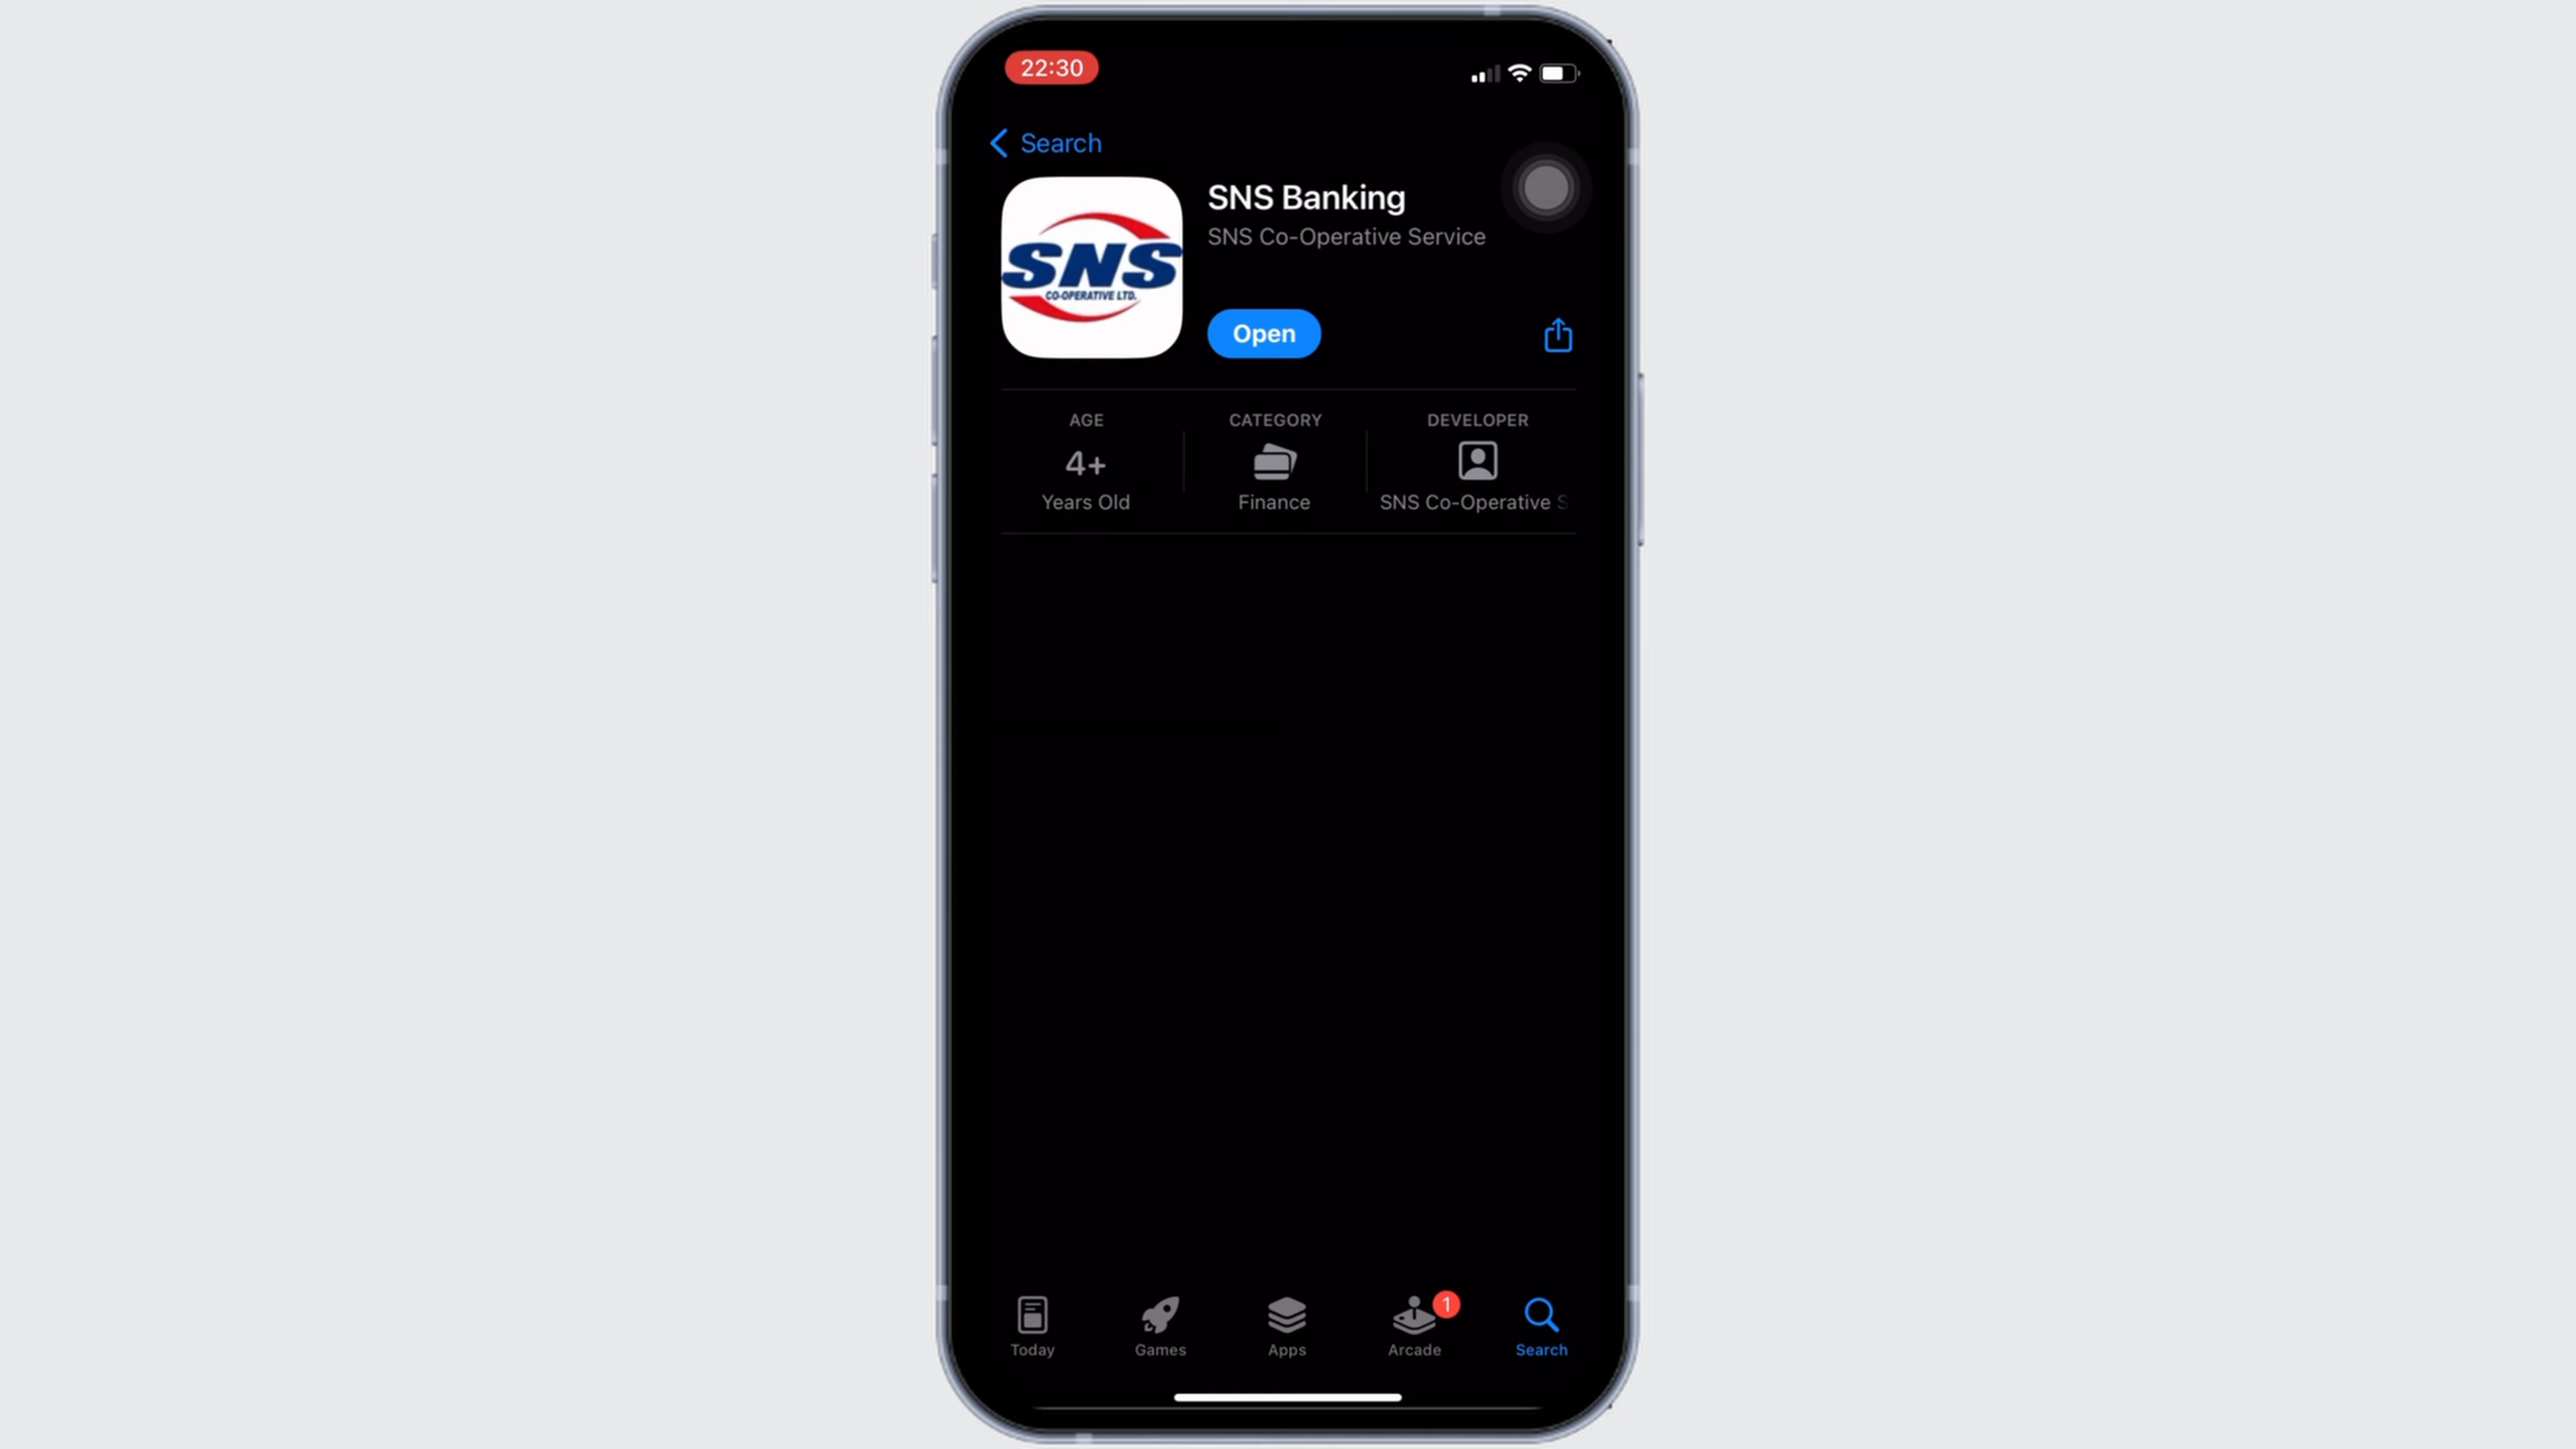 22:30
Search
SNS Banking
SNS Co-Operative Service
SNS
CO-OPERATIVE LTD.
Open
AGE
CATEGORY
DEVELOPER
4+
Years Old
Finance
SNS Co-Operative S
1
Today
Games
Apps
Arcade
Search